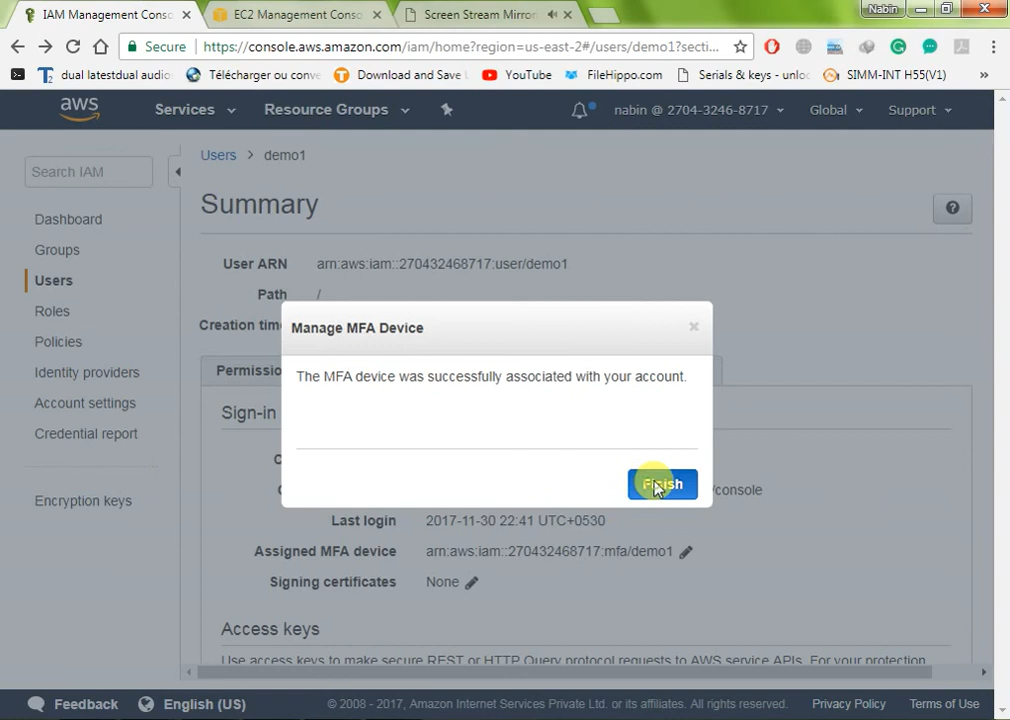 IAM Management Conso
EC2 Management Conso
Screen Stream Mirror
Nabin
Secure
https://console.aws.amazon.com/iam/home?region=us-east-2#/users/demo1?secti...
dual latestdual audio
Télécharger ou conve
Download and Save
YouTube
FileHippo.com
Serials & keys - unloc
SIMM-INT H55(V1)
»
aws
Services
Resource Groups
nabin @ 2704-3246-8717
Global
Support
Search IAM
Dashboard
Groups
Users
Roles
Policies
Identity providers
Account settings
Credential report
Encryption keys
Users > demo1
Summary
User ARN arn:aws:iam::270432468717:user/demo1
Path /
Creation time
Permissio
Manage MFA Device
The MFA device was successfully associated with your account.
Finish
Sign-in
C
C /console
Last login 2017-11-30 22:41 UTC+0530
Assigned MFA device arn:aws:iam::270432468717:mfa/demo1
Signing certificates None
Access keys
Use access keys to make secure REST or HTTP Query protocol requests to AWS service APIs. For your protection
Feedback
English (US)
© 2008 - 2017, Amazon Internet Services Private Ltd. or its affiliates. All rights reserved.
Privacy Policy
Terms of Use